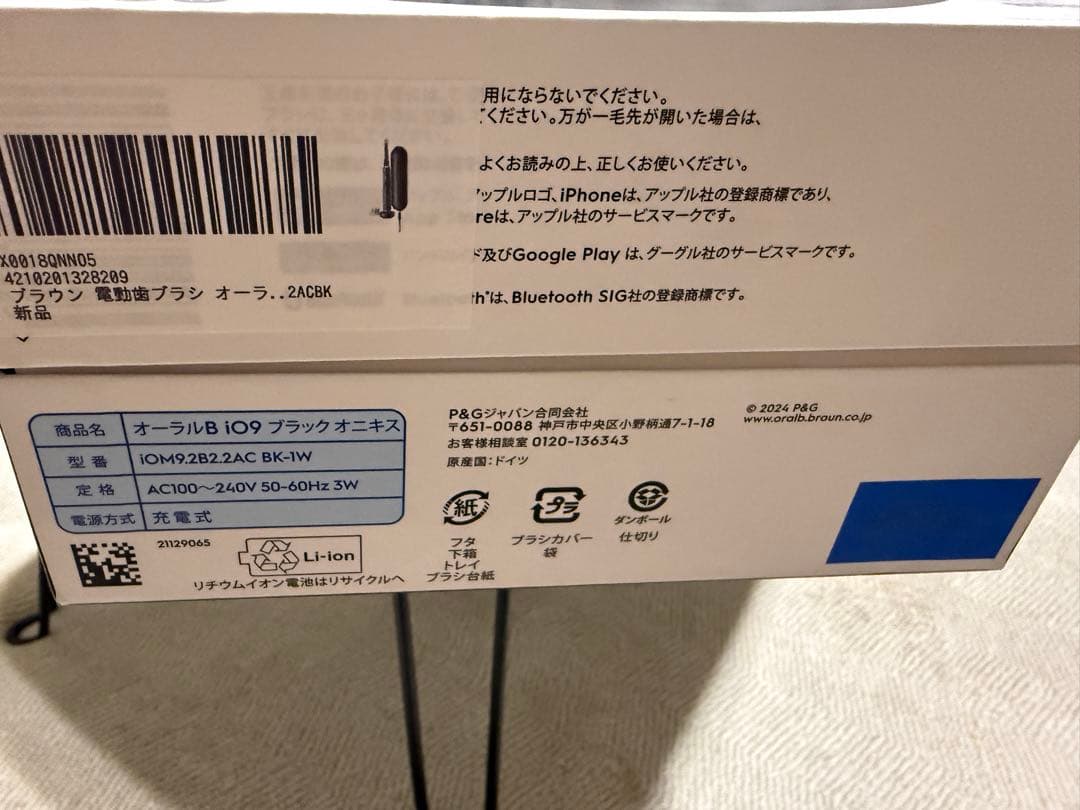 用にならないでください。
ください。万が一毛先が開いた場合は、
よくお読みの上、正しくお使いください。
アップルロゴ、iPhoneは、アップル社の登録商標であり、
reは、アップル社のサービスマークです。
ド及びGoogle Play は、グーグル社のサービスマークです。
th®は、Bluetooth SIG社の登録商標です。
X0018QNNO5
4210201328209
ブラウン 電動歯ブラシ オーラ..2ACBK
新品
商品名 オーラルB iO9 ブラック オニキス
型番 iOM9.2B2.2AC BK-1W
定格 AC100～240V 50-60Hz 3W
電源方式 充電式
21129065
Li-ion
リチウムイオン電池はリサイクルへ
P&Gジャパン合同会社
〒651-0088 神戸市中央区小野柄通7-1-18
お客様相談室 0120-136343
原産国:ドイツ
© 2024 P&G
www.oralb.braun.co.jp
紙
フタ
下箱
トレイ
ブラシ台紙
プラ
ブラシカバー
袋
ダンボール
仕切り